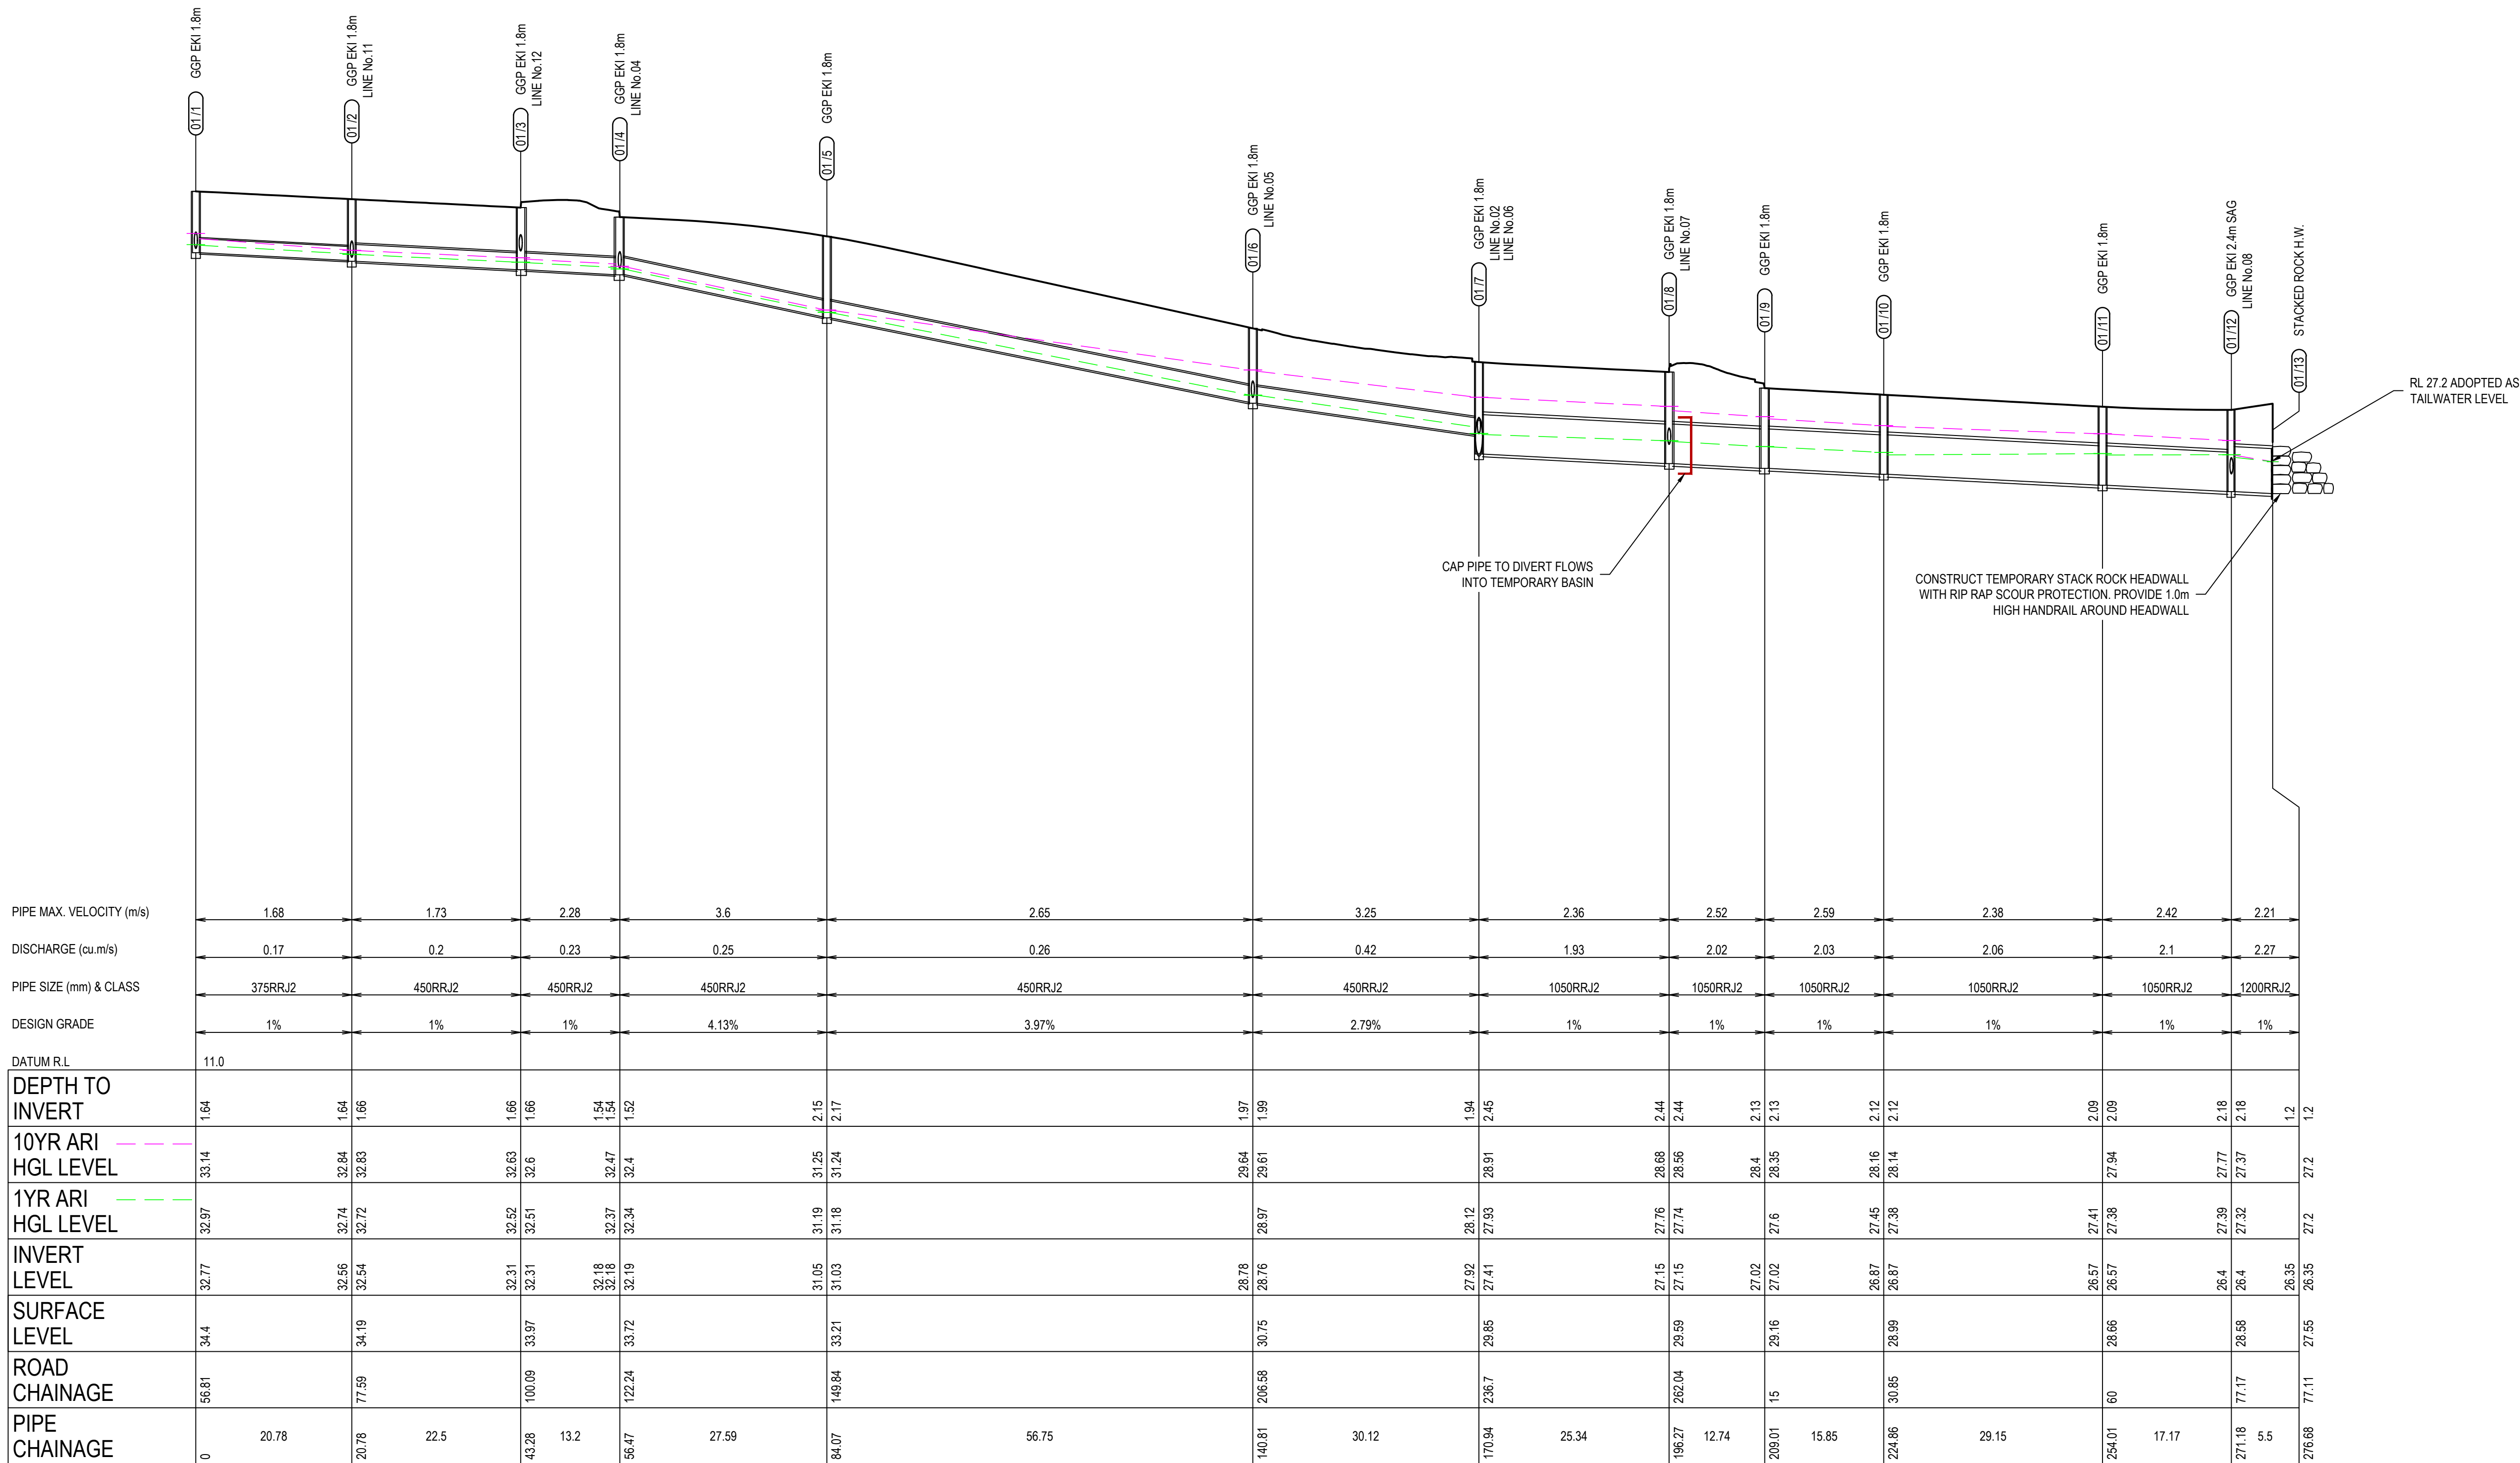 GGP EKI 1.8m
01 /1
GGP EKI 1.8m
LINE No.11
01 /2
GGP EKI 1.8m
LINE No.12
01 /3
GGP EKI 1.8m
LINE No.04
01 /4
GGP EKI 1.8m
01 /5
GGP EKI 1.8m
LINE No.05
01 /6
GGP EKI 1.8m
LINE No.02
LINE No.06
01 /7
GGP EKI 1.8m
LINE No.07
01 /8
GGP EKI 1.8m
01 /9
GGP EKI 1.8m
01 /10
GGP EKI 1.8m
01 /11
GGP EKI 2.4m SAG
LINE No.08
01 /12
STACKED ROCK H.W.
01 /13
RL 27.2 ADOPTED AS
TAILWATER LEVEL
CAP PIPE TO DIVERT FLOWS
INTO TEMPORARY BASIN
CONSTRUCT TEMPORARY STACK ROCK HEADWALL
WITH RIP RAP SCOUR PROTECTION. PROVIDE 1.0m
HIGH HANDRAIL AROUND HEADWALL
PIPE MAX. VELOCITY (m/s) 1.68 1.73 2.28 3.6 2.65 3.25 2.36 2.52 2.59 2.38 2.42 2.21
DISCHARGE (cu.m/s) 0.17 0.2 0.23 0.25 0.26 0.42 1.93 2.02 2.03 2.06 2.1 2.27
PIPE SIZE (mm) & CLASS 375RRJ2 450RRJ2 450RRJ2 450RRJ2 450RRJ2 450RRJ2 1050RRJ2 1050RRJ2 1050RRJ2 1050RRJ2 1050RRJ2 1200RRJ2
DESIGN GRADE 1% 1% 1% 4.13% 3.97% 2.79% 1% 1% 1% 1% 1% 1%
DATUM R.L 11.0
DEPTH TO
INVERT 1.64 1.64 1.66 1.66 1.66 1.54 1.54 1.52 2.15 2.17 1.97 1.99 1.94 2.45 2.44 2.44 2.13 2.13 2.12 2.12 2.09 2.09 2.18 2.18 1.2 1.2
10YR ARI
HGL LEVEL 33.14 32.84 32.83 32.63 32.6 32.47 32.4 31.25 31.24 29.64 29.61 28.91 28.68 28.56 28.4 28.35 28.16 28.14 27.94 27.77 27.37 27.2
1YR ARI
HGL LEVEL 32.97 32.74 32.72 32.52 32.51 32.37 32.34 31.19 31.18 28.97 28.12 27.93 27.76 27.74 27.6 27.45 27.38 27.41 27.38 27.39 27.32 27.2
INVERT
LEVEL 32.77 32.56 32.54 32.31 32.31 32.18 32.18 32.19 31.05 31.03 28.78 28.76 27.92 27.41 27.15 27.15 27.02 27.02 26.87 26.87 26.57 26.57 26.4 26.4 26.35 26.35
SURFACE
LEVEL 34.4 34.19 33.97 33.72 33.21 30.75 29.85 29.59 29.16 28.99 28.66 28.58 27.55
ROAD
CHAINAGE 56.81 77.59 100.09 122.24 149.84 206.58 236.7 262.04 15 30.85 60 77.17 77.11
PIPE
CHAINAGE 0 20.78 20.78 22.5 43.28 13.2 56.47 27.59 84.07 56.75 140.81 30.12 170.94 25.34 196.27 12.74 209.01 15.85 224.86 29.15 254.01 17.17 271.18 5.5 276.68